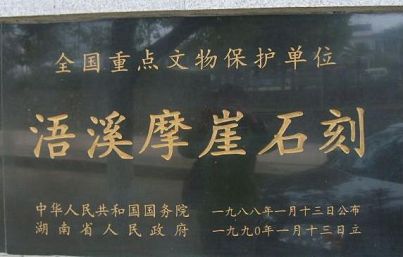 全国重点文物保护单位
浯溪摩崖石刻
中华人民共和国国务院 一九八八年一月十三日公布
湖南省人民政府 一九九〇年一月十三日立